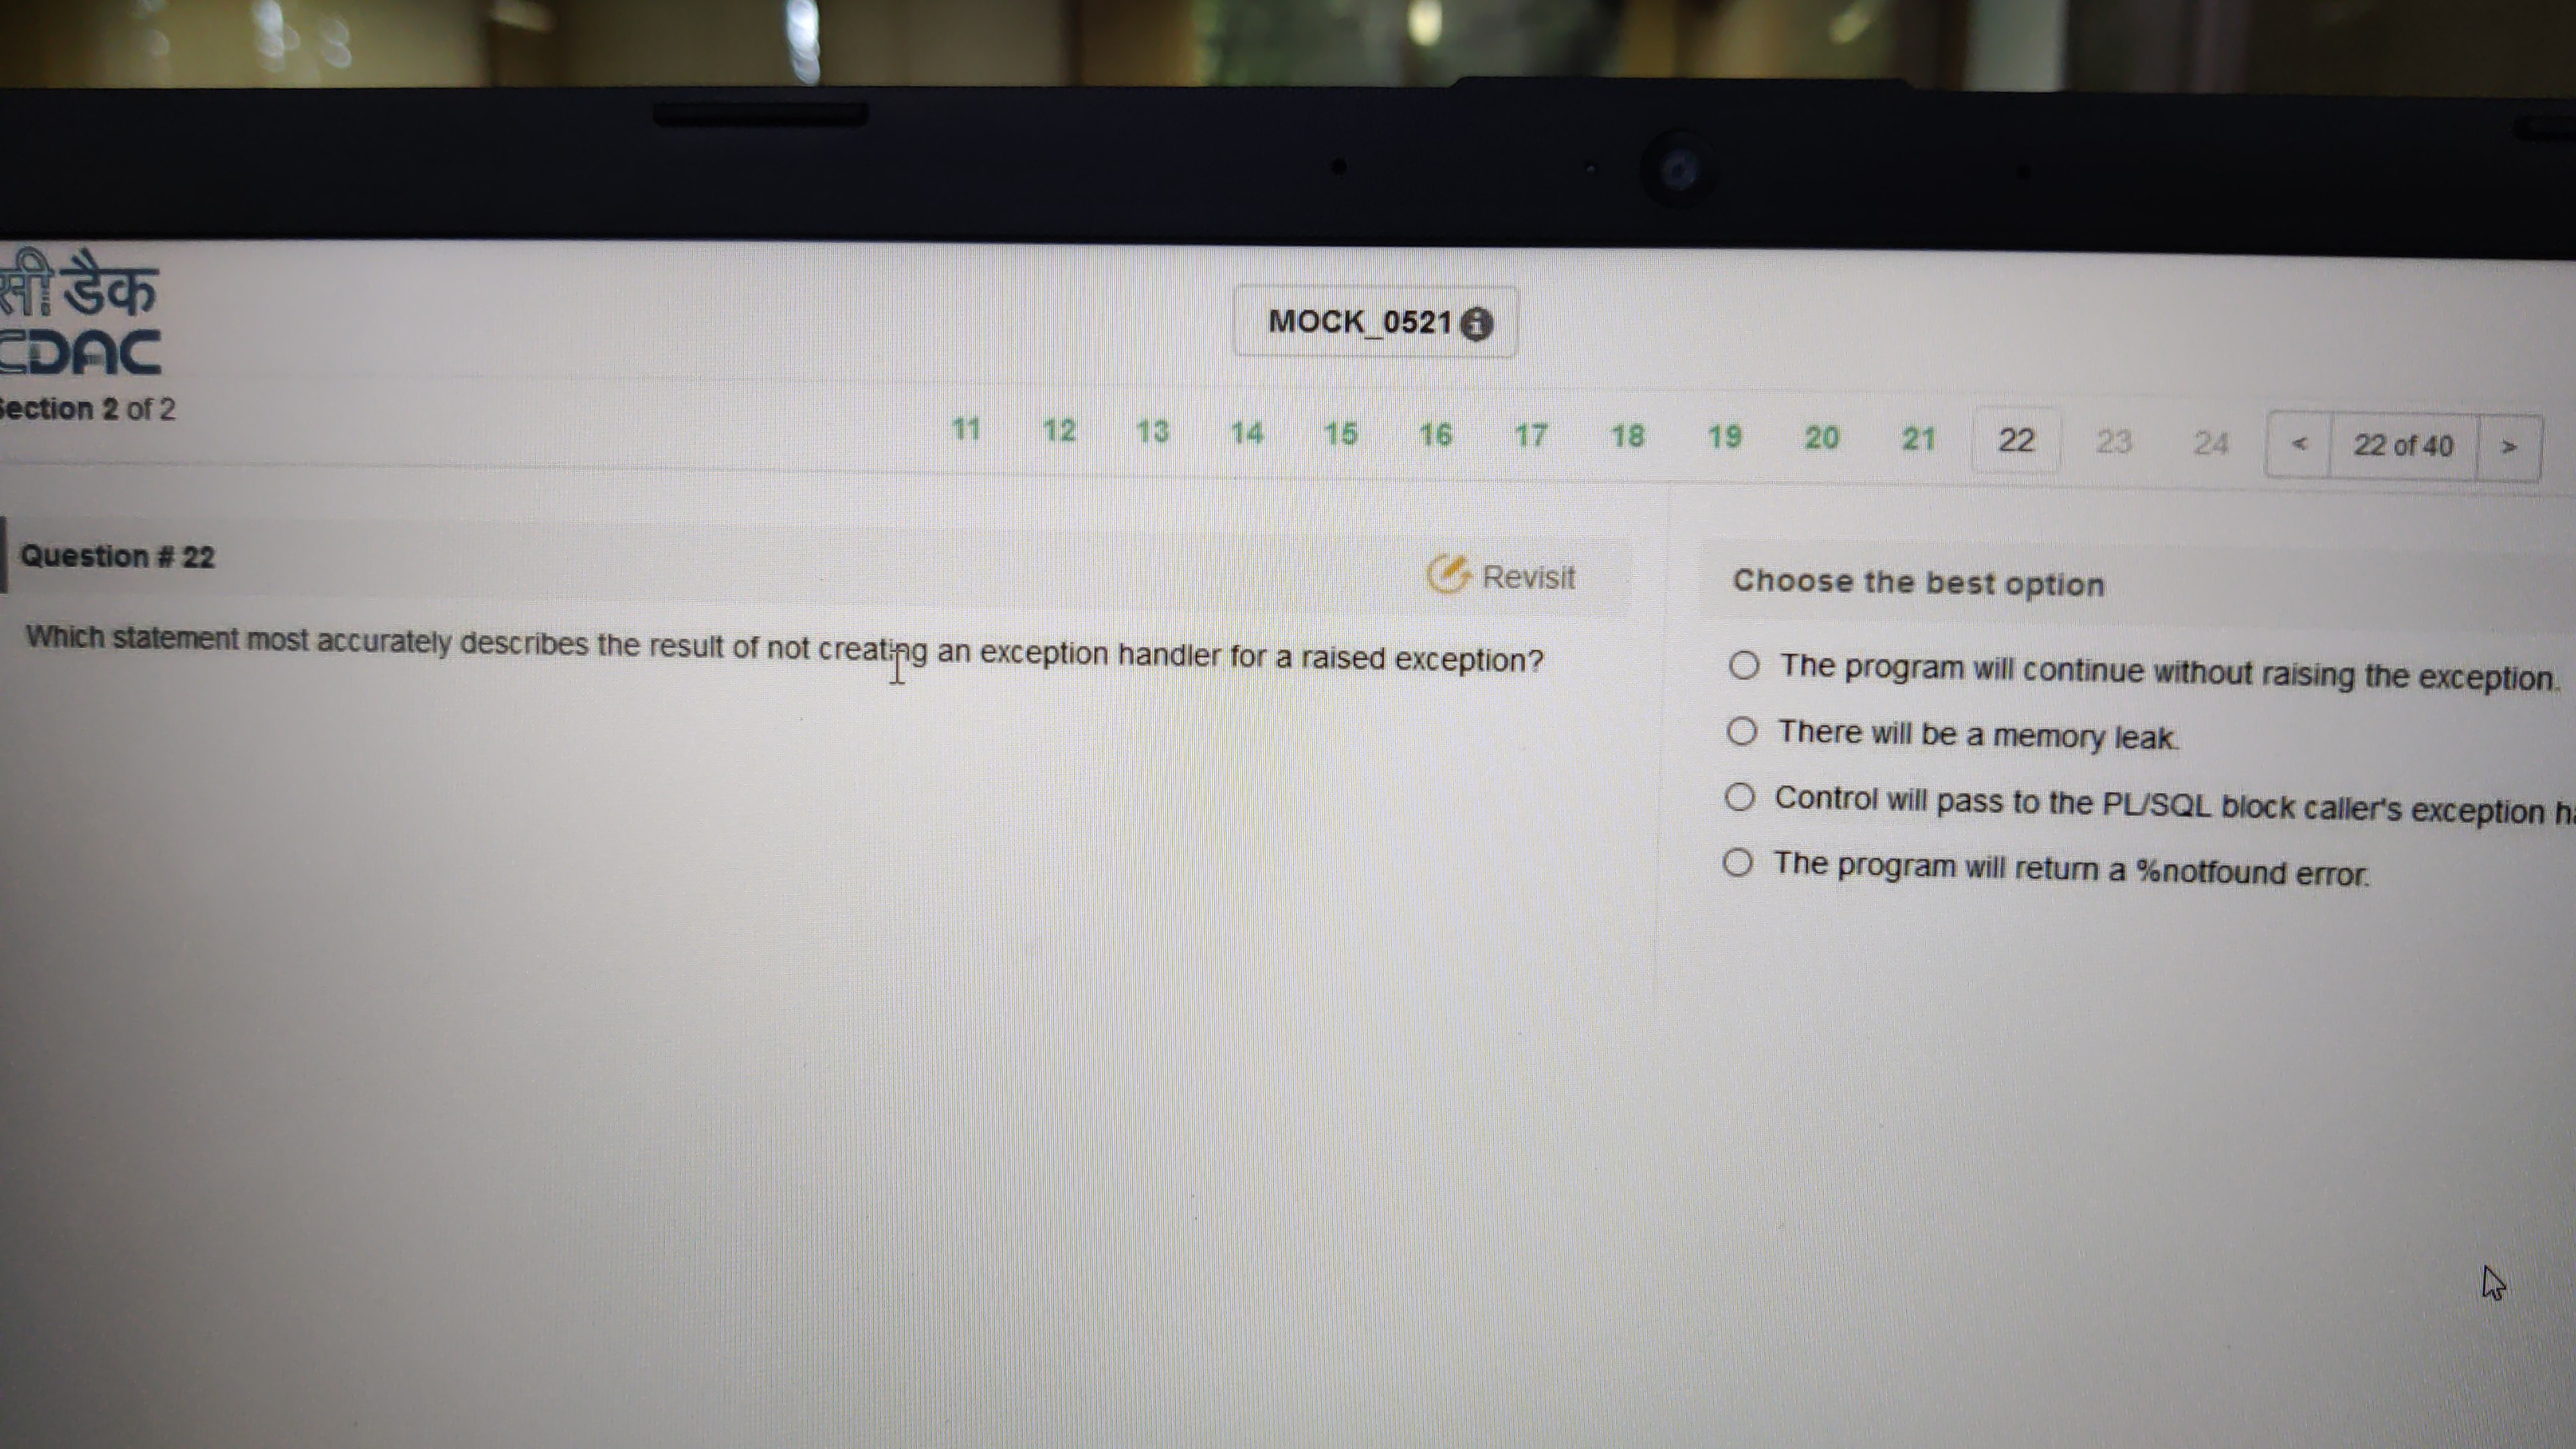 सी डैक
CDAC
Section 2 of 2
MOCK_0521
11 12 13 14 15 16 17 18 19 20 21 22 23 24 < 22 of 40 >
Question # 22
Revisit
Which statement most accurately describes the result of not creating an exception handler for a raised exception?
Choose the best option
The program will continue without raising the exception.
There will be a memory leak.
Control will pass to the PL/SQL block caller's exception ha
The program will return a %notfound error.